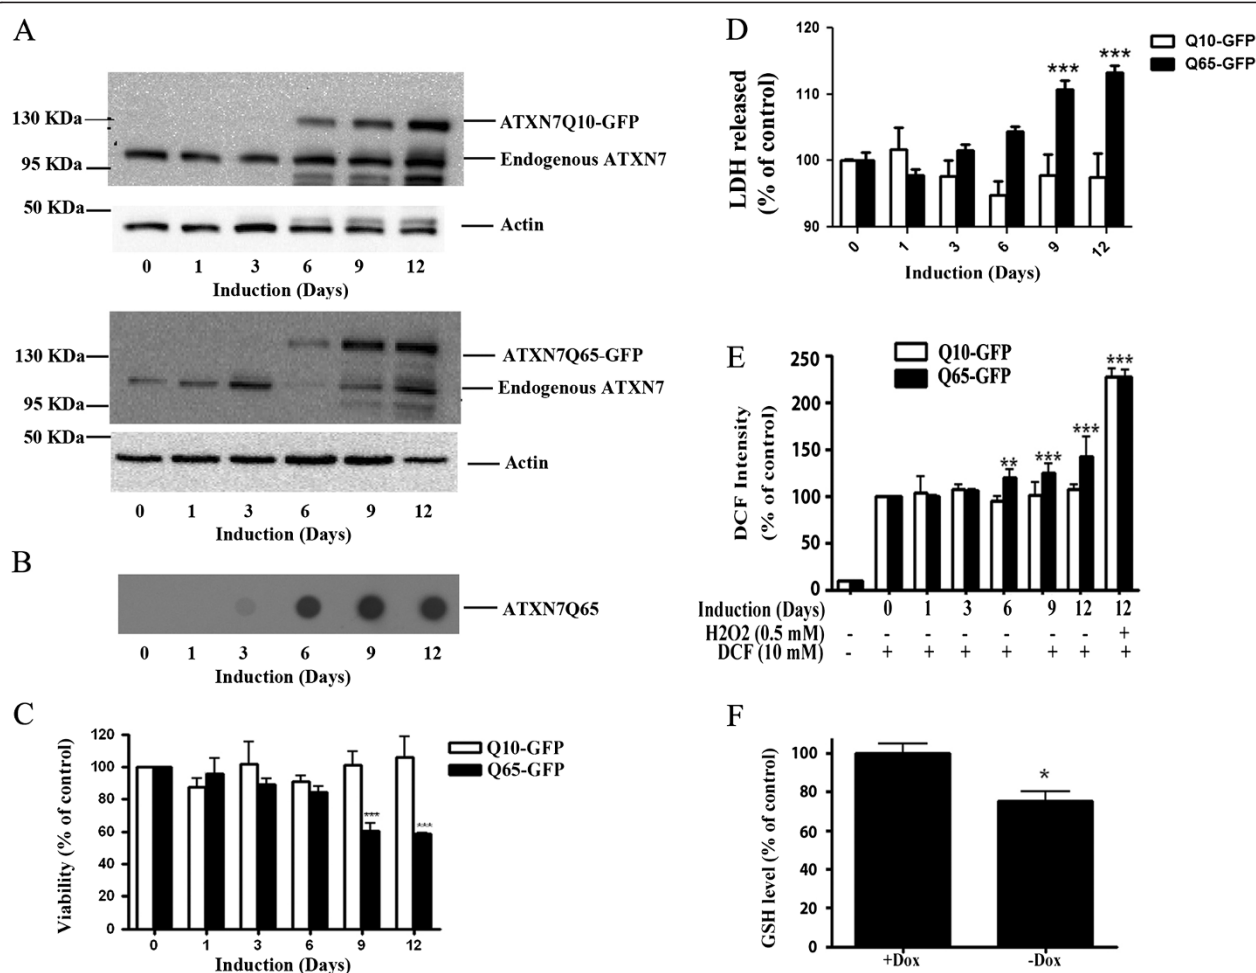 A
130 KDa
ATXN7Q10-GFP
95 KDa
Endogenous ATXN7
50 KDa
Actin
0 1 3 6 9 12
Induction (Days)
130 KDa
ATXN7Q65-GFP
Endogenous ATXN7
95 KDa
50 KDa
Actin
0 1 3 6 9 12
Induction (Days)
B
ATXN7Q65
0 1 3 6 9 12
Induction (Days)
C
Viability (% of control)
120
100
80
60
40
20
0
Q10-GFP
Q65-GFP
***
***
0 1 3 6 9 12
Induction (Days)
D
LDH released
(% of control)
120
110
100
90
Q10-GFP
Q65-GFP
*** ***
0 1 3 6 9 12
Induction (Days)
E
DCF Intensity
(% of control)
250
200
150
100
50
0
Q10-GFP
Q65-GFP
** *** *** ***
Induction (Days) 0 1 3 6 9 12 12
H2O2 (0.5 mM) - - - - - - - +
DCF (10 mM) - + + + + + + +
F
GSH level (% of control)
100
80
60
40
20
0
*
+Dox -Dox